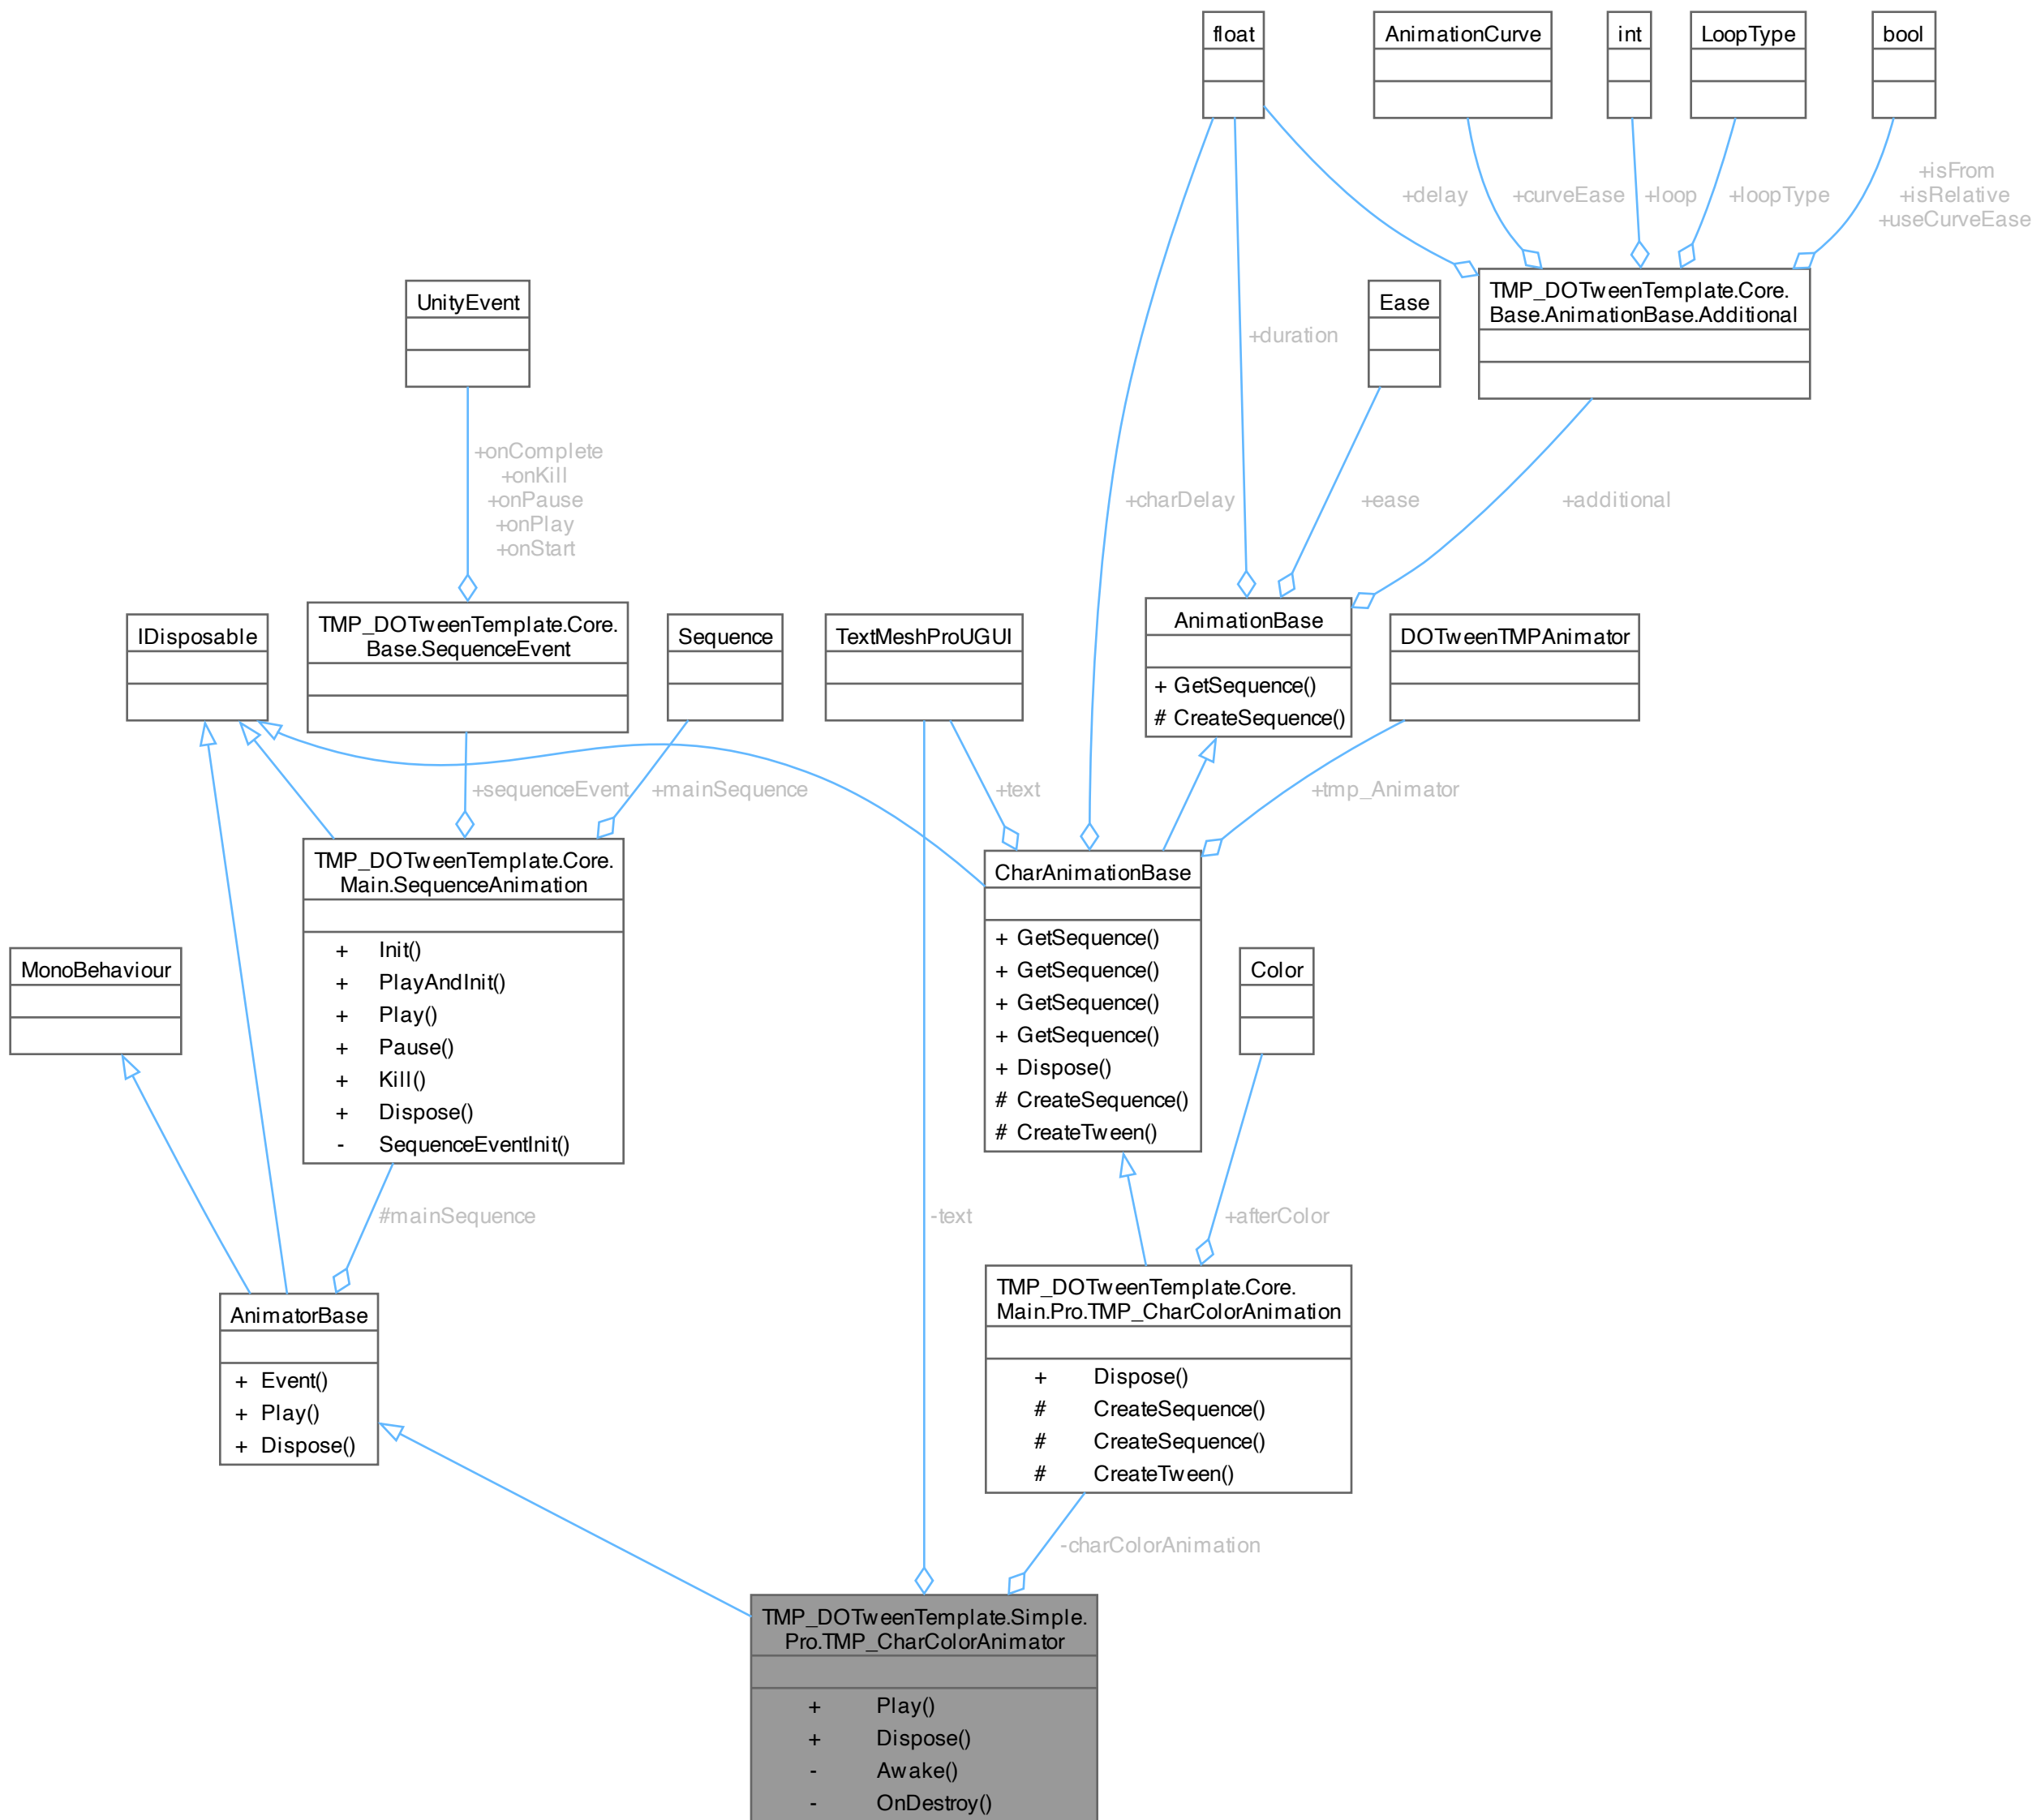 float
AnimationCurve
int
LoopType
bool
+delay
+curveEase
+loop
+loopType
+isFrom
+isRelative
+useCurveEase
UnityEvent
Ease
TMP_DOTweenTemplate.Core.
Base.AnimationBase.Additional
+duration
+onComplete
+onKill
+onPause
+onPlay
+onStart
+charDelay
+ease
+additional
IDisposable
TMP_DOTweenTemplate.Core.
Base.SequenceEvent
Sequence
TextMeshProUGUI
AnimationBase
+ GetSequence()
# CreateSequence()
DOTweenTMPAnimator
+sequenceEvent
+mainSequence
+text
+tmp_Animator
TMP_DOTweenTemplate.Core.
Main.SequenceAnimation
+ Init()
+ PlayAndInit()
+ Play()
+ Pause()
+ Kill()
+ Dispose()
- SequenceEventInit()
CharAnimationBase
+ GetSequence()
+ GetSequence()
+ GetSequence()
+ GetSequence()
+ Dispose()
# CreateSequence()
# CreateTween()
MonoBehaviour
Color
#mainSequence
-text
+afterColor
AnimatorBase
+ Event()
+ Play()
+ Dispose()
TMP_DOTweenTemplate.Core.
Main.Pro.TMP_CharColorAnimation
+ Dispose()
# CreateSequence()
# CreateSequence()
# CreateTween()
-charColorAnimation
TMP_DOTweenTemplate.Simple.
Pro.TMP_CharColorAnimator
+ Play()
+ Dispose()
- Awake()
- OnDestroy()